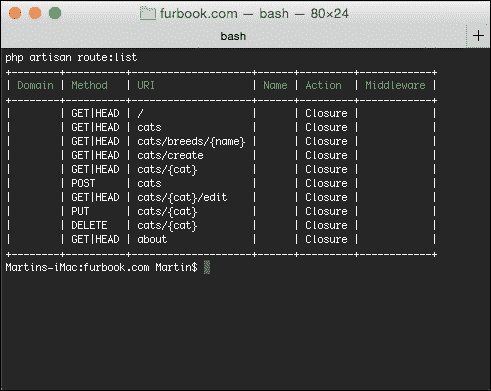 furbook.com — bash — 80×24
bash +
php artisan route:list
+--------+----------+---------------------+------+---------+------------+
| Domain | Method   | URI                 | Name | Action  | Middleware |
+--------+----------+---------------------+------+---------+------------+
|        | GET|HEAD | /                   |      | Closure |            |
|        | GET|HEAD | cats                |      | Closure |            |
|        | GET|HEAD | cats/breeds/{name}  |      | Closure |            |
|        | GET|HEAD | cats/create         |      | Closure |            |
|        | GET|HEAD | cats/{cat}          |      | Closure |            |
|        | POST     | cats                |      | Closure |            |
|        | GET|HEAD | cats/{cat}/edit     |      | Closure |            |
|        | PUT      | cats/{cat}          |      | Closure |            |
|        | DELETE   | cats/{cat}          |      | Closure |            |
|        | GET|HEAD | about               |      | Closure |            |
+--------+----------+---------------------+------+---------+------------+
Martins-iMac:furbook.com Martin$